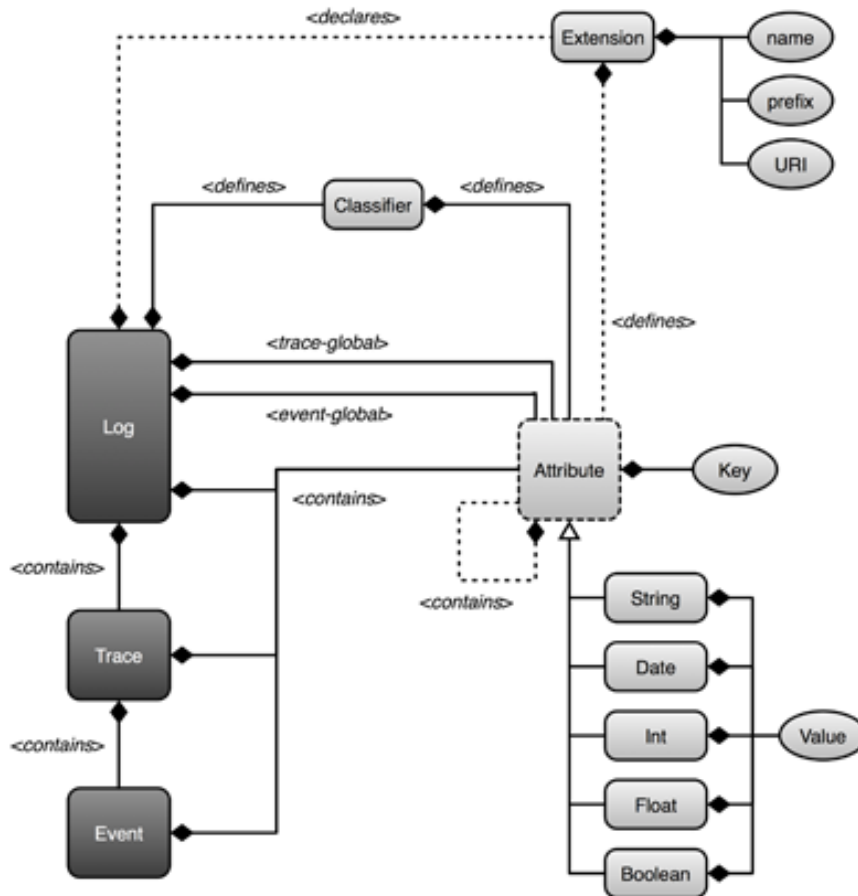 <declares>
Extension
name
prefix
URI
<defines>
Classifier
<defines>
<defines>
<trace-global>
<event-global>
Log
Attribute
Key
<contains>
<contains>
<contains>
String
Trace
Date
<contains>
Int
Value
Float
Event
Boolean